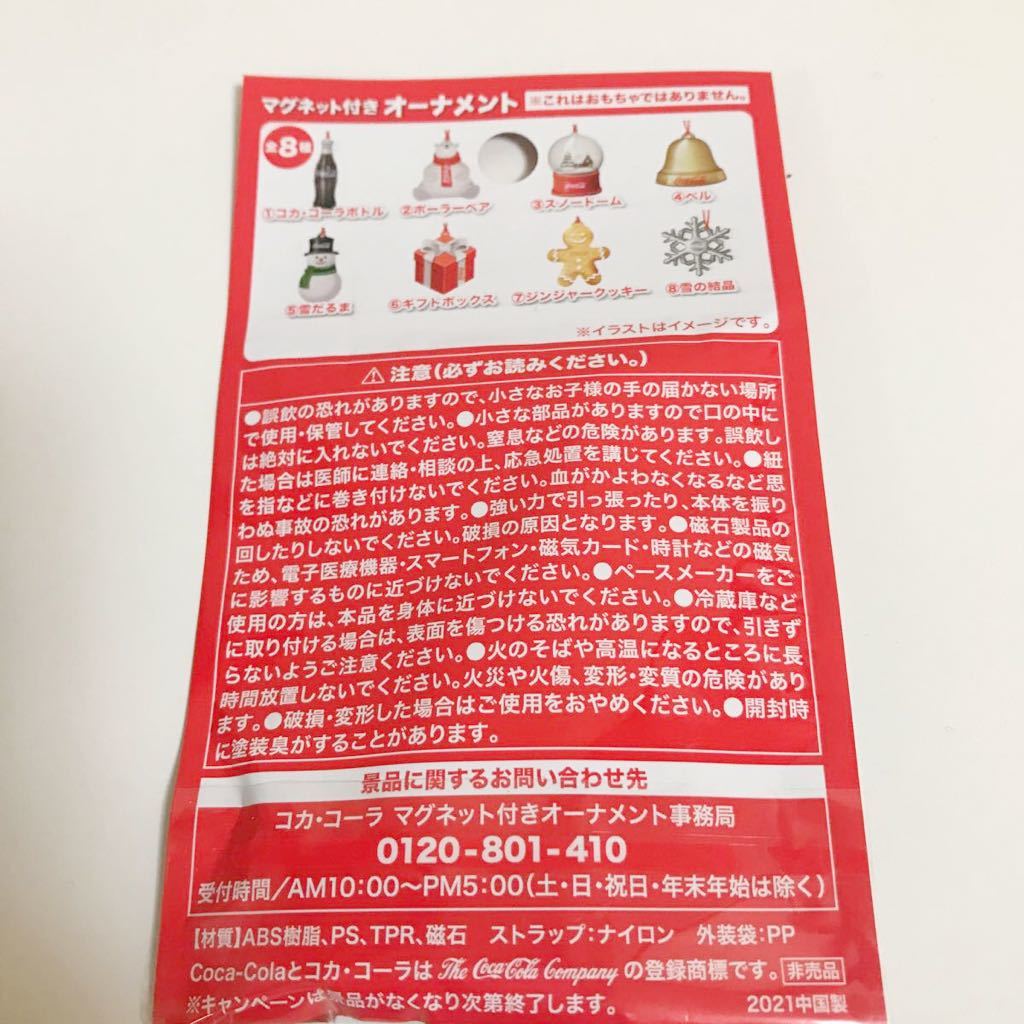 マグネット付きオーナメント ※これはおもちゃではありません。
全8種
①コカ・コーラボトル ②ポーラーベア ③スノードーム ④ベル
⑤雪だるま ⑥ギフトボックス ⑦ジンジャークッキー ⑧雪の結晶
※イラストはイメージです。
⚠ 注意(必ずお読みください。)
●誤飲の恐れがありますので、小さなお子様の手の届かない場所
で使用・保管してください。●小さな部品がありますので口の中に
は絶対に入れないでください。窒息などの危険があります。誤飲し
た場合は医師に連絡・相談の上、応急処置を講じてください。●紐
を指などに巻き付けないでください。血がかよわなくなるなど思
わぬ事故の恐れがあります。●強い力で引っ張ったり、本体を振り
回したりしないでください。破損の原因となります。●磁石製品の
ため、電子医療機器・スマートフォン・磁気カード・時計などの磁気
に影響するものに近づけないでください。●ペースメーカーをご
使用の方は、本品を身体に近づけないでください。●冷蔵庫など
に取り付ける場合は、表面を傷つける恐れがありますので、引きず
らないようご注意ください。●火のそばや高温になるところに長
時間放置しないでください。火災や火傷、変形・変質の危険があり
ます。●破損・変形した場合はご使用をおやめください。●開封時
に塗装臭がすることがあります。
景品に関するお問い合わせ先
コカ・コーラ マグネット付きオーナメント事務局
0120-801-410
受付時間/AM10:00〜PM5:00(土・日・祝日・年末年始は除く)
【材質】ABS樹脂、PS、TPR、磁石 ストラップ:ナイロン 外装袋:PP
Coca-Colaとコカ・コーラは The Coca-Cola Company の登録商標です。 非売品
※キャンペーンは景品がなくなり次第終了します。 2021中国製